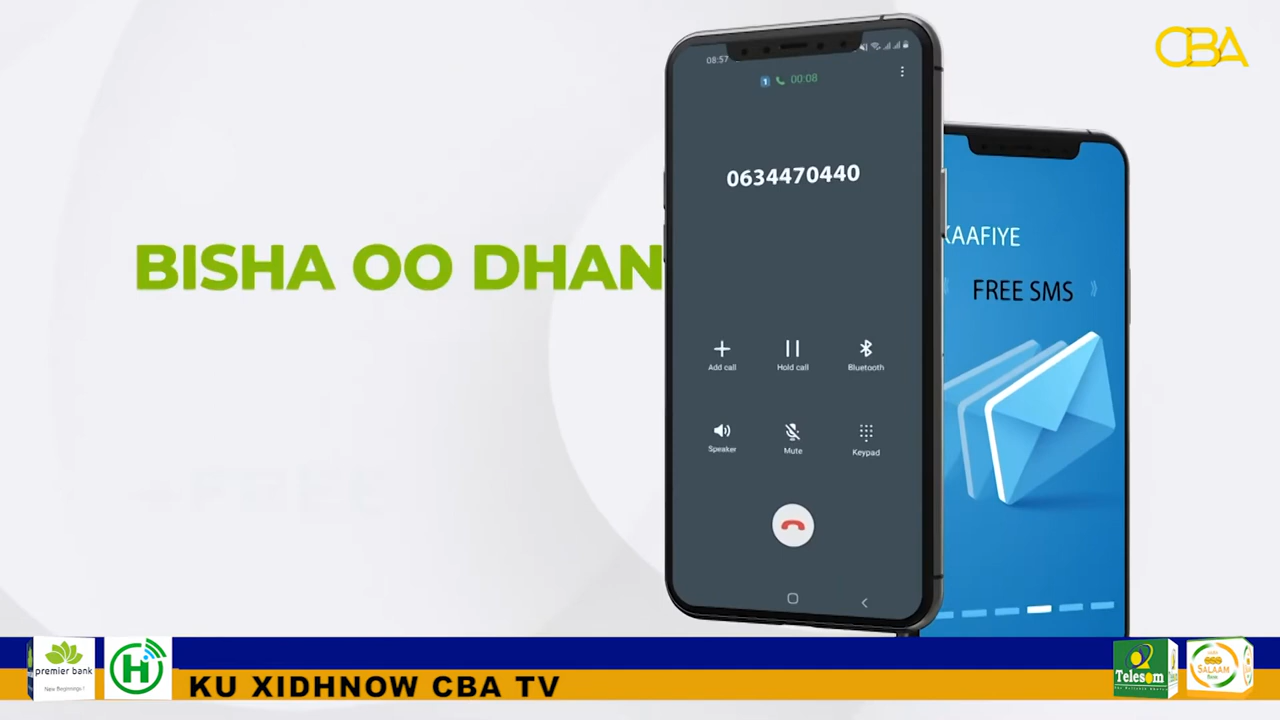 CBA
08:57
1 00:08
0634470440
BISHA OO DHAN
KAAFIYE
FREE SMS
Add call
Hold call
Bluetooth
Speaker
Mute
Keypad
premier bank
New Beginnings !
H
KU XIDHNOW CBA TV
Telesom
SALAAM